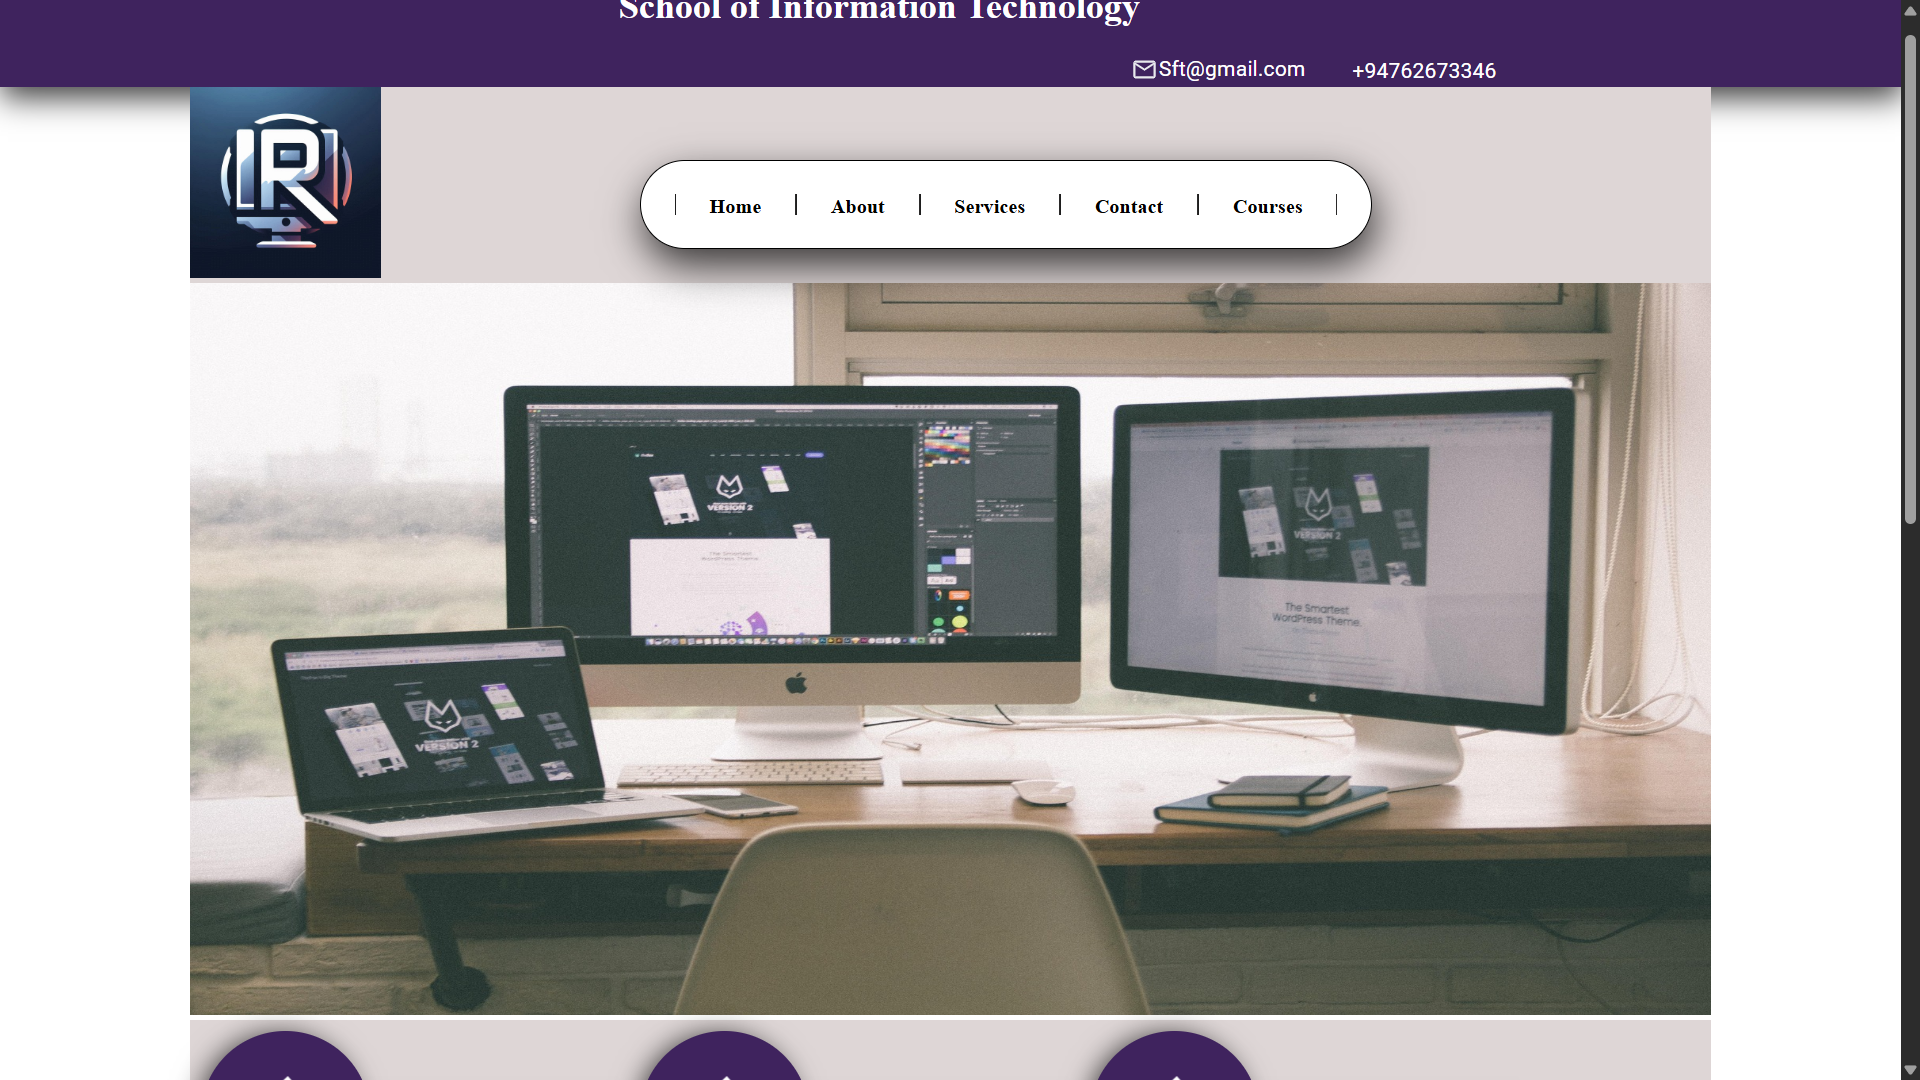 School of Information Technology
Sft@gmail.com +94762673346
IR
Home About Services Contact Courses
VERSION 2
The Smartest
WordPress Theme
VERSION 2
The Smartest
WordPress Theme.
VERSION 2